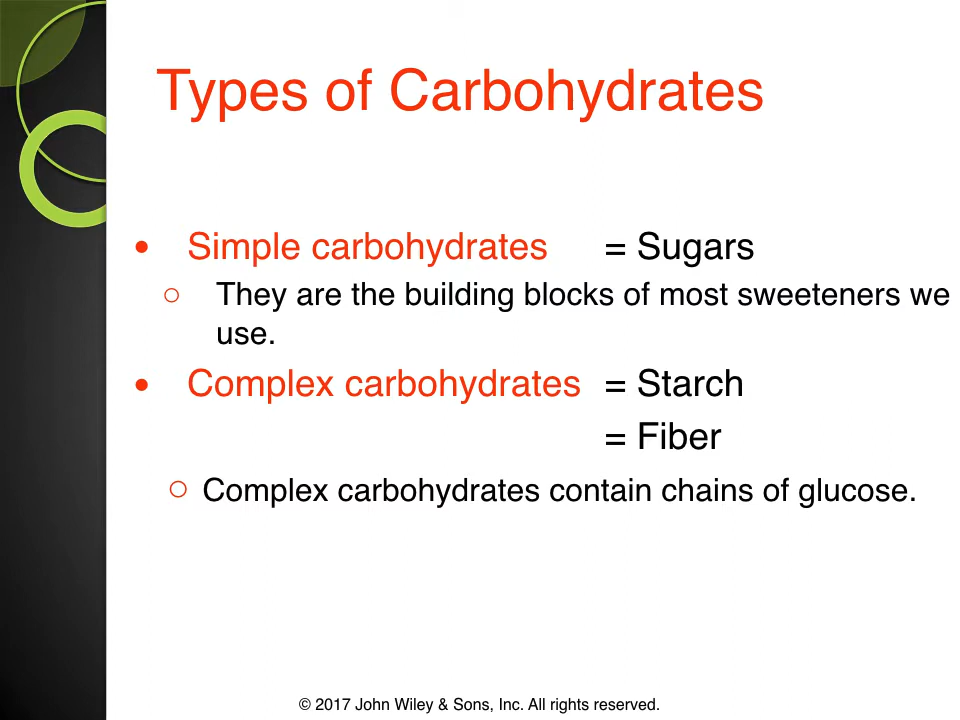 Types of Carbohydrates
• Simple carbohydrates = Sugars
○ They are the building blocks of most sweeteners we
use.
• Complex carbohydrates = Starch
= Fiber
○ Complex carbohydrates contain chains of glucose.
© 2017 John Wiley & Sons, Inc. All rights reserved.